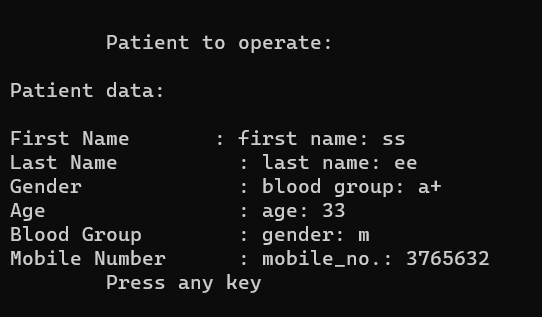 Patient to operate:
Patient data:
First Name : first name: ss
Last Name : last name: ee
Gender : blood group: a+
Age : age: 33
Blood Group : gender: m
Mobile Number : mobile_no.: 3765632
Press any key